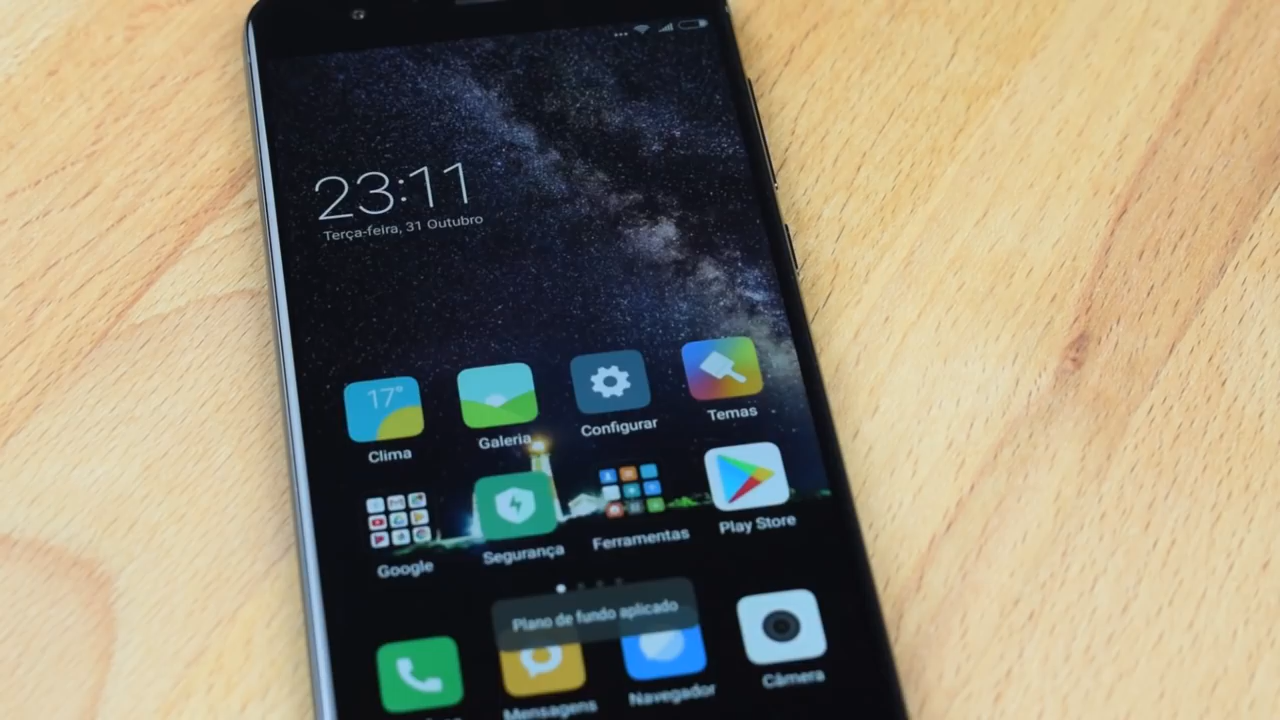 23:11
Terça-feira, 31 Outubro
17°
Clima
Galeria
Configurar
Temas
Google
Segurança
Ferramentas
Play Store
Plano de fundo aplicado
Mensagens
Navegador
Câmera